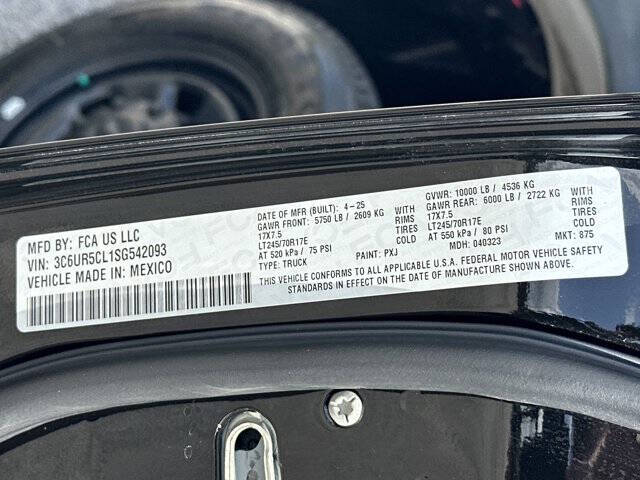 MFD BY: FCA US LLC
VIN: 3C6UR5CL1SG542093
VEHICLE MADE IN: MEXICO
DATE OF MFR (BUILT): 4-25
GAWR FRONT: 5750 LB / 2609 KG WITH
17X7.5 RIMS
LT245/70R17E TIRES
AT 520 kPa / 75 PSI COLD
TYPE: TRUCK PAINT: PXJ
GVWR: 10000 LB / 4536 KG
GAWR REAR: 6000 LB / 2722 KG WITH
17X7.5 RIMS
LT245/70R17E TIRES
AT 550 kPa / 80 PSI COLD
MDH: 040323 MKT: 875
THIS VEHICLE CONFORMS TO ALL APPLICABLE U.S.A. FEDERAL MOTOR VEHICLE SAFETY
STANDARDS IN EFFECT ON THE DATE OF MANUFACTURE SHOWN ABOVE.